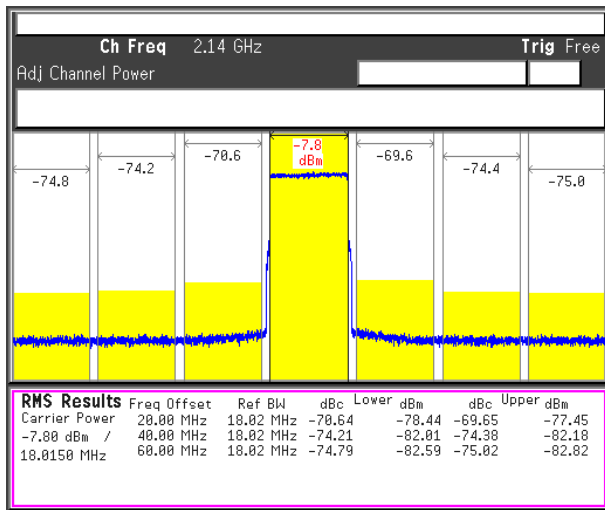 Ch Freq 2.14 GHz Trig Free
Adj Channel Power
-74.8 -74.2 -70.6 -7.8 dBm -69.6 -74.4 -75.0
RMS Results Freq Offset Ref BW dBc Lower dBm dBc Upper dBm
Carrier Power 20.00 MHz 18.02 MHz -70.64 -78.44 -69.65 -77.45
-7.80 dBm / 40.00 MHz 18.02 MHz -74.21 -82.01 -74.38 -82.18
18.0150 MHz 60.00 MHz 18.02 MHz -74.79 -82.59 -75.02 -82.82